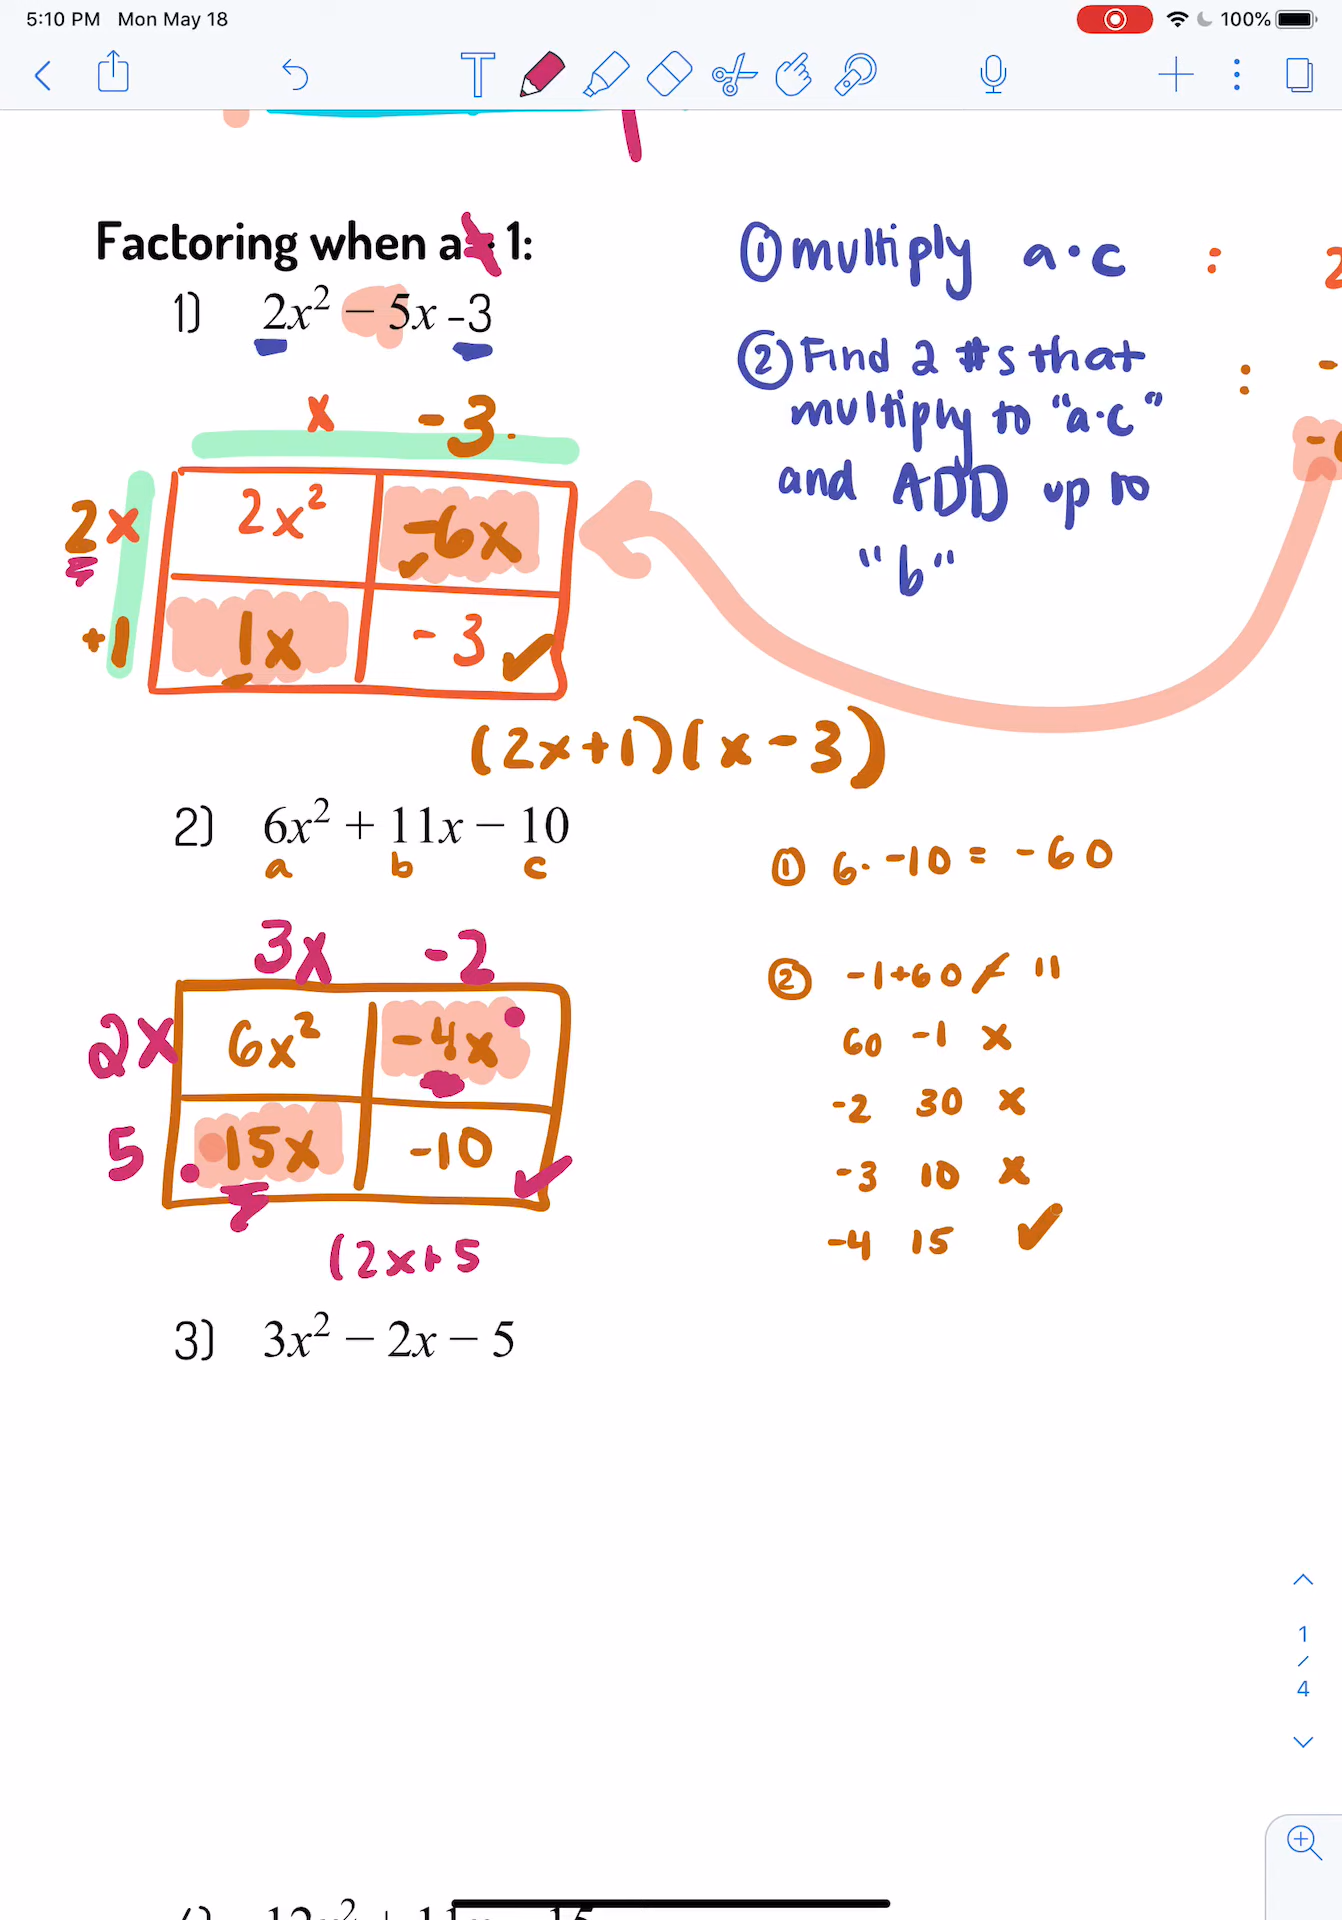 5:10 PM Mon May 18
100%
Factoring when a 1:
① multiply a·c :
1) 2x² − 5x -3
② Find 2 #s that :
multiply to "a·c"
and ADD up to
"b"
x -3
2x 2x² -6x
+1 1x -3 ✓
(2x+1)(x-3)
2) 6x² + 11x − 10
a b c
① 6·-10 = -60
3x -2
② -1+60 ≠ 11
2x 6x² -4x
60 -1 x
-2 30 x
5 15x -10 ✓
-3 10 x
-4 15 ✓
(2x+5
3) 3x² − 2x − 5
1
/
4